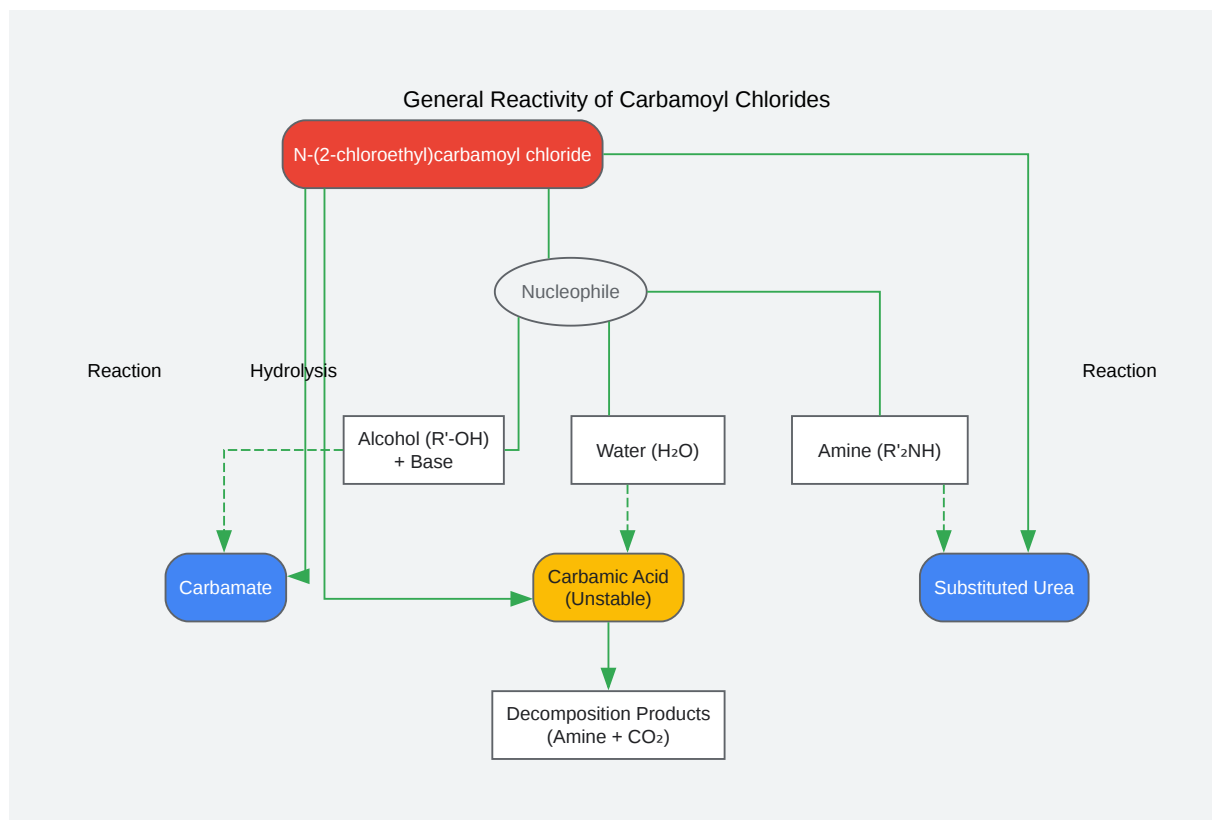 General Reactivity of Carbamoyl Chlorides
N-(2-chloroethyl)carbamoyl chloride
Nucleophile
Reaction
Hydrolysis
Reaction
Alcohol (R'-OH)
+ Base
Water (H₂O)
Amine (R'₂NH)
Carbamate
Carbamic Acid
(Unstable)
Substituted Urea
Decomposition Products
(Amine + CO₂)